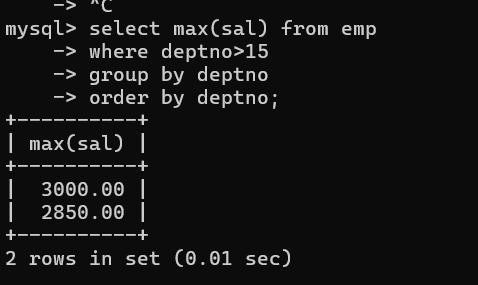 -> ^C
mysql> select max(sal) from emp
    -> where deptno>15
    -> group by deptno
    -> order by deptno;
+----------+
| max(sal) |
+----------+
|  3000.00 |
|  2850.00 |
+----------+
2 rows in set (0.01 sec)